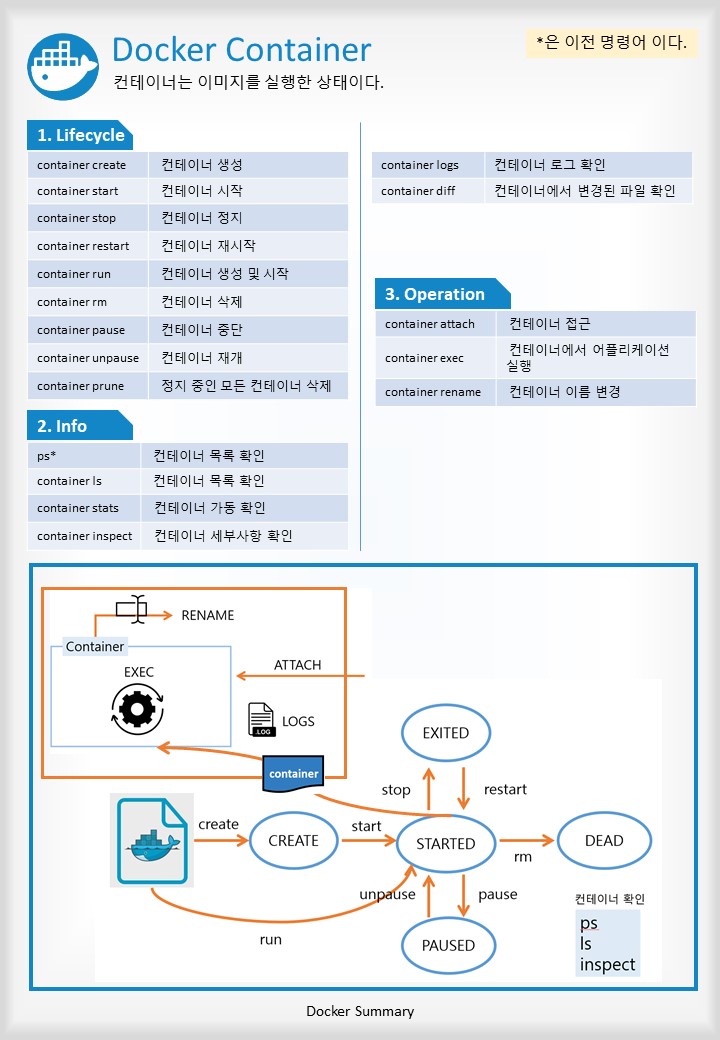 Docker Container
*은 이전 명령어 이다.
컨테이너는 이미지를 실행한 상태이다.
1. Lifecycle
container create 컨테이너 생성
container start 컨테이너 시작
container stop 컨테이너 정지
container restart 컨테이너 재시작
container run 컨테이너 생성 및 시작
container rm 컨테이너 삭제
container pause 컨테이너 중단
container unpause 컨테이너 재개
container prune 정지 중인 모든 컨테이너 삭제
2. Info
ps* 컨테이너 목록 확인
container ls 컨테이너 목록 확인
container stats 컨테이너 가동 확인
container inspect 컨테이너 세부사항 확인
container logs 컨테이너 로그 확인
container diff 컨테이너에서 변경된 파일 확인
3. Operation
container attach 컨테이너 접근
container exec 컨테이너에서 어플리케이션
실행
container rename 컨테이너 이름 변경
RENAME
Container
EXEC
ATTACH
.LOG
LOGS
container
EXITED
stop
restart
create
CREATE
start
STARTED
rm
DEAD
unpause
pause
run
PAUSED
컨테이너 확인
ps
ls
inspect
Docker Summary